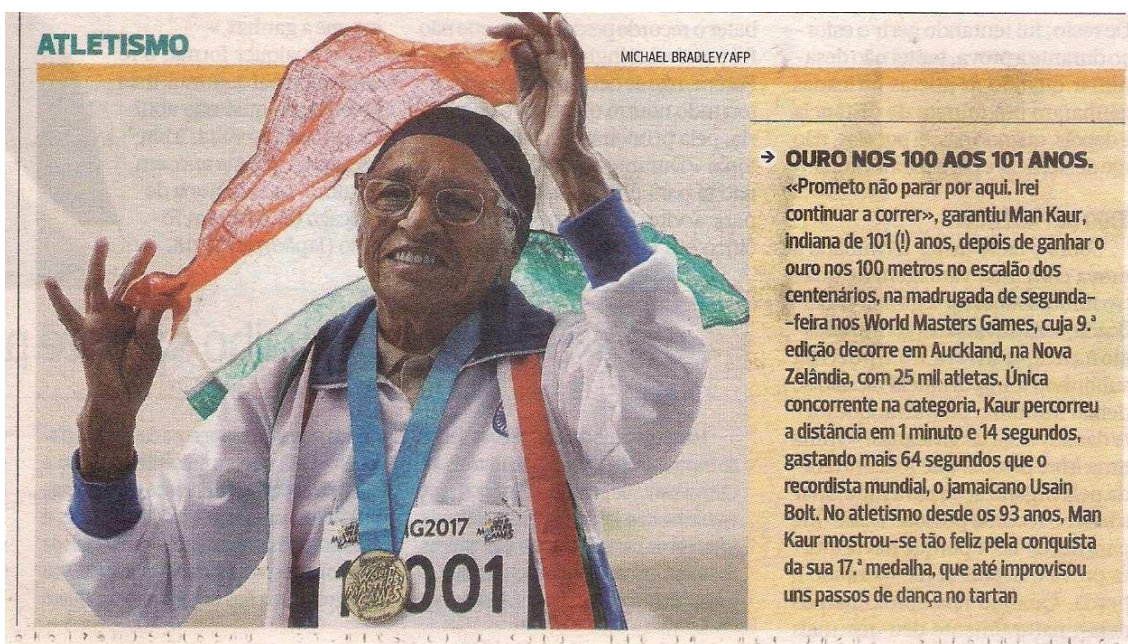 ATLETISMO
MICHAEL BRADLEY/AFP
→ OURO NOS 100 AOS 101 ANOS.
«Prometo não parar por aqui. Irei
continuar a correr», garantiu Man Kaur,
indiana de 101 (!) anos, depois de ganhar o
ouro nos 100 metros no escalão dos
centenários, na madrugada de segunda-
-feira nos World Masters Games, cuja 9.ª
edição decorre em Auckland, na Nova
Zelândia, com 25 mil atletas. Única
concorrente na categoria, Kaur percorreu
a distância em 1 minuto e 14 segundos,
gastando mais 64 segundos que o
recordista mundial, o jamaicano Usain
Bolt. No atletismo desde os 93 anos, Man
Kaur mostrou-se tão feliz pela conquista
da sua 17.ª medalha, que até improvisou
uns passos de dança no tartan
G2017
001